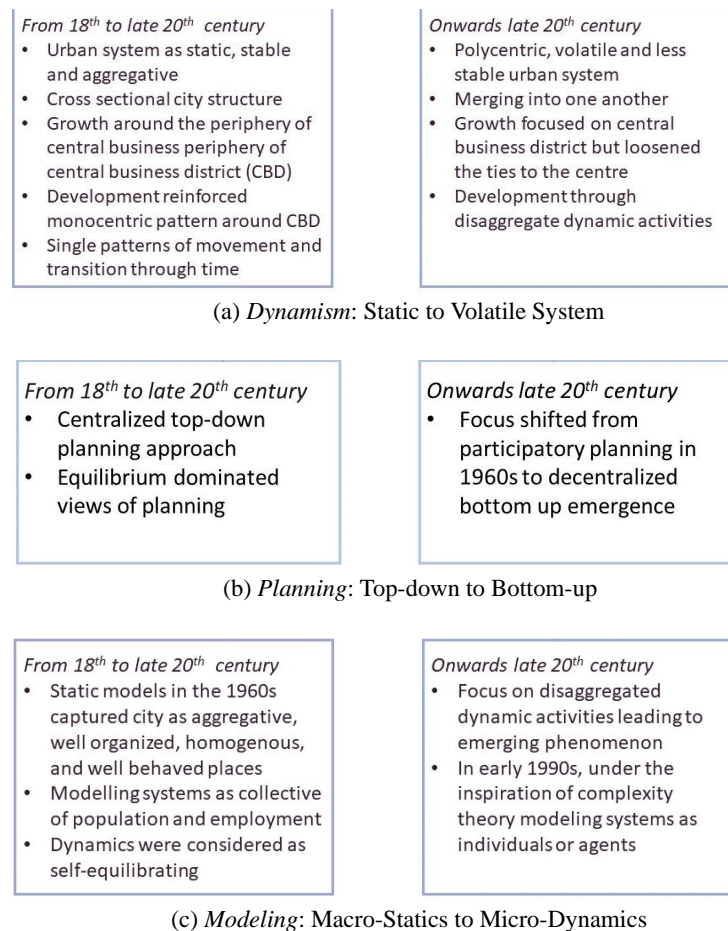 From 18th to late 20th century
• Urban system as static, stable
and aggregative
• Cross sectional city structure
• Growth around the periphery of
central business periphery of
central business district (CBD)
• Development reinforced
monocentric pattern around CBD
• Single patterns of movement and
transition through time
Onwards late 20th century
• Polycentric, volatile and less
stable urban system
• Merging into one another
• Growth focused on central
business district but loosened
the ties to the centre
• Development through
disaggregate dynamic activities
(a) Dynamism: Static to Volatile System
From 18th to late 20th century
• Centralized top-down
planning approach
• Equilibrium dominated
views of planning
Onwards late 20th century
• Focus shifted from
participatory planning in
1960s to decentralized
bottom up emergence
(b) Planning: Top-down to Bottom-up
From 18th to late 20th century
• Static models in the 1960s
captured city as aggregative,
well organized, homogenous,
and well behaved places
• Modelling systems as collective
of population and employment
• Dynamics were considered as
self-equilibrating
Onwards late 20th century
• Focus on disaggregated
dynamic activities leading to
emerging phenomenon
• In early 1990s, under the
inspiration of complexity
theory modeling systems as
individuals or agents
(c) Modeling: Macro-Statics to Micro-Dynamics